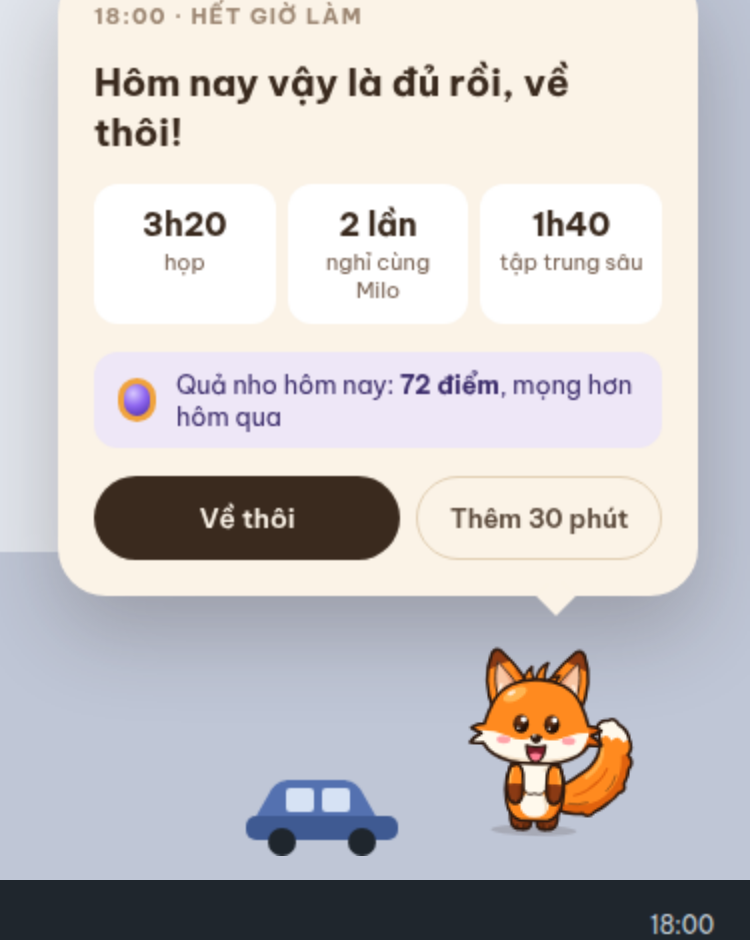 18:00 · HẾT GIỜ LÀM
Hôm nay vậy là đủ rồi, về
thôi!
3h20
họp
2 lần
nghỉ cùng
Milo
1h40
tập trung sâu
Quả nho hôm nay: 72 điểm, mọng hơn
hôm qua
Về thôi
Thêm 30 phút
18:00